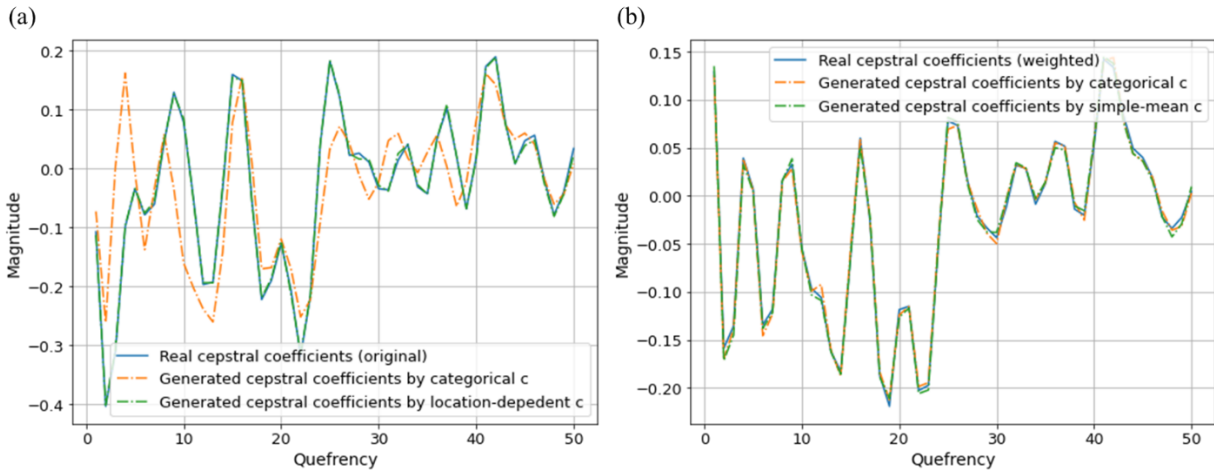 (a)
0.2
0.1
0.0
−0.1
−0.2
−0.3
−0.4
Magnitude
Real cepstral coefficients (original)
Generated cepstral coefficients by categorical c
Generated cepstral coefficients by location-depedent c
0 10 20 30 40 50
Quefrency
(b)
0.15
0.10
0.05
0.00
−0.05
−0.10
−0.15
−0.20
Magnitude
Real cepstral coefficients (weighted)
Generated cepstral coefficients by categorical c
Generated cepstral coefficients by simple-mean c
0 10 20 30 40 50
Quefrency